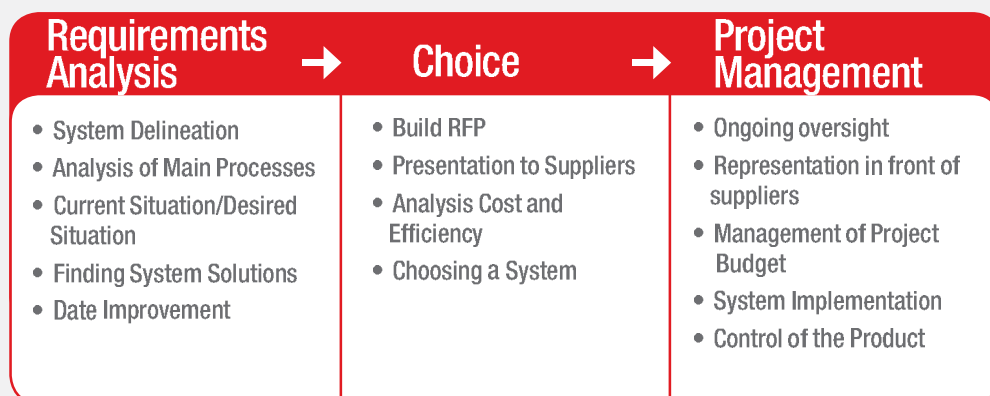 Requirements
Analysis
• System Delineation
• Analysis of Main Processes
• Current Situation/Desired
Situation
• Finding System Solutions
• Date Improvement
Choice
• Build RFP
• Presentation to Suppliers
• Analysis Cost and
Efficiency
• Choosing a System
Project
Management
• Ongoing oversight
• Representation in front of
suppliers
• Management of Project
Budget
• System Implementation
• Control of the Product